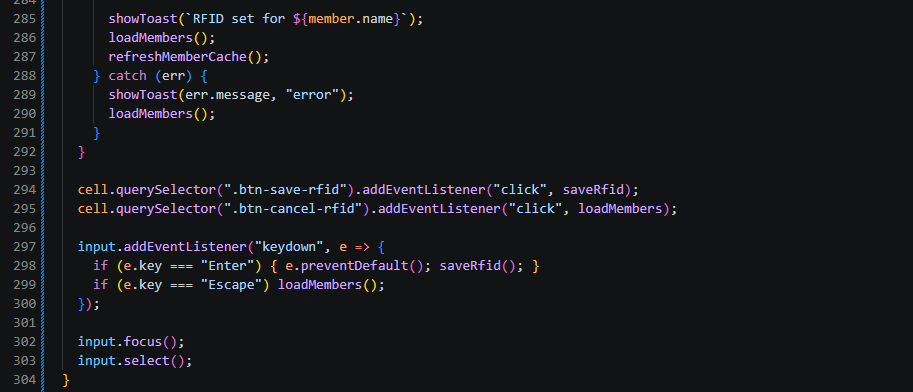 284
285 showToast(`RFID set for ${member.name}`);
286 loadMembers();
287 refreshMemberCache();
288 } catch (err) {
289 showToast(err.message, "error");
290 loadMembers();
291 }
292 }
293
294 cell.querySelector(".btn-save-rfid").addEventListener("click", saveRfid);
295 cell.querySelector(".btn-cancel-rfid").addEventListener("click", loadMembers);
296
297 input.addEventListener("keydown", e => {
298 if (e.key === "Enter") { e.preventDefault(); saveRfid(); }
299 if (e.key === "Escape") loadMembers();
300 });
301
302 input.focus();
303 input.select();
304 }